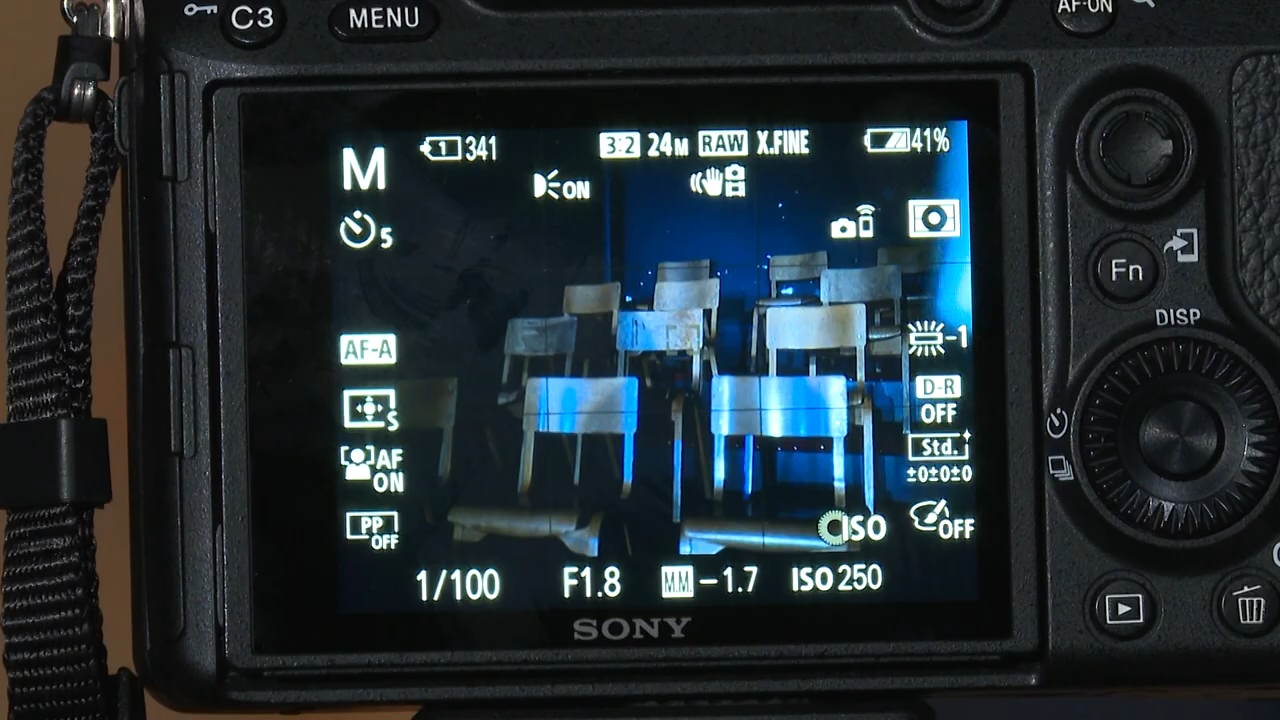 C3 MENU AF-ON
M 1 341 3:2 24M RAW X.FINE 41%
ON
5
Fn
DISP
AF-A
-1
D-R
OFF
S
Std.
AF
ON
±0±0±0
PP
OFF
ISO
OFF
1/100 F1.8 M.M. -1.7 ISO 250
SONY